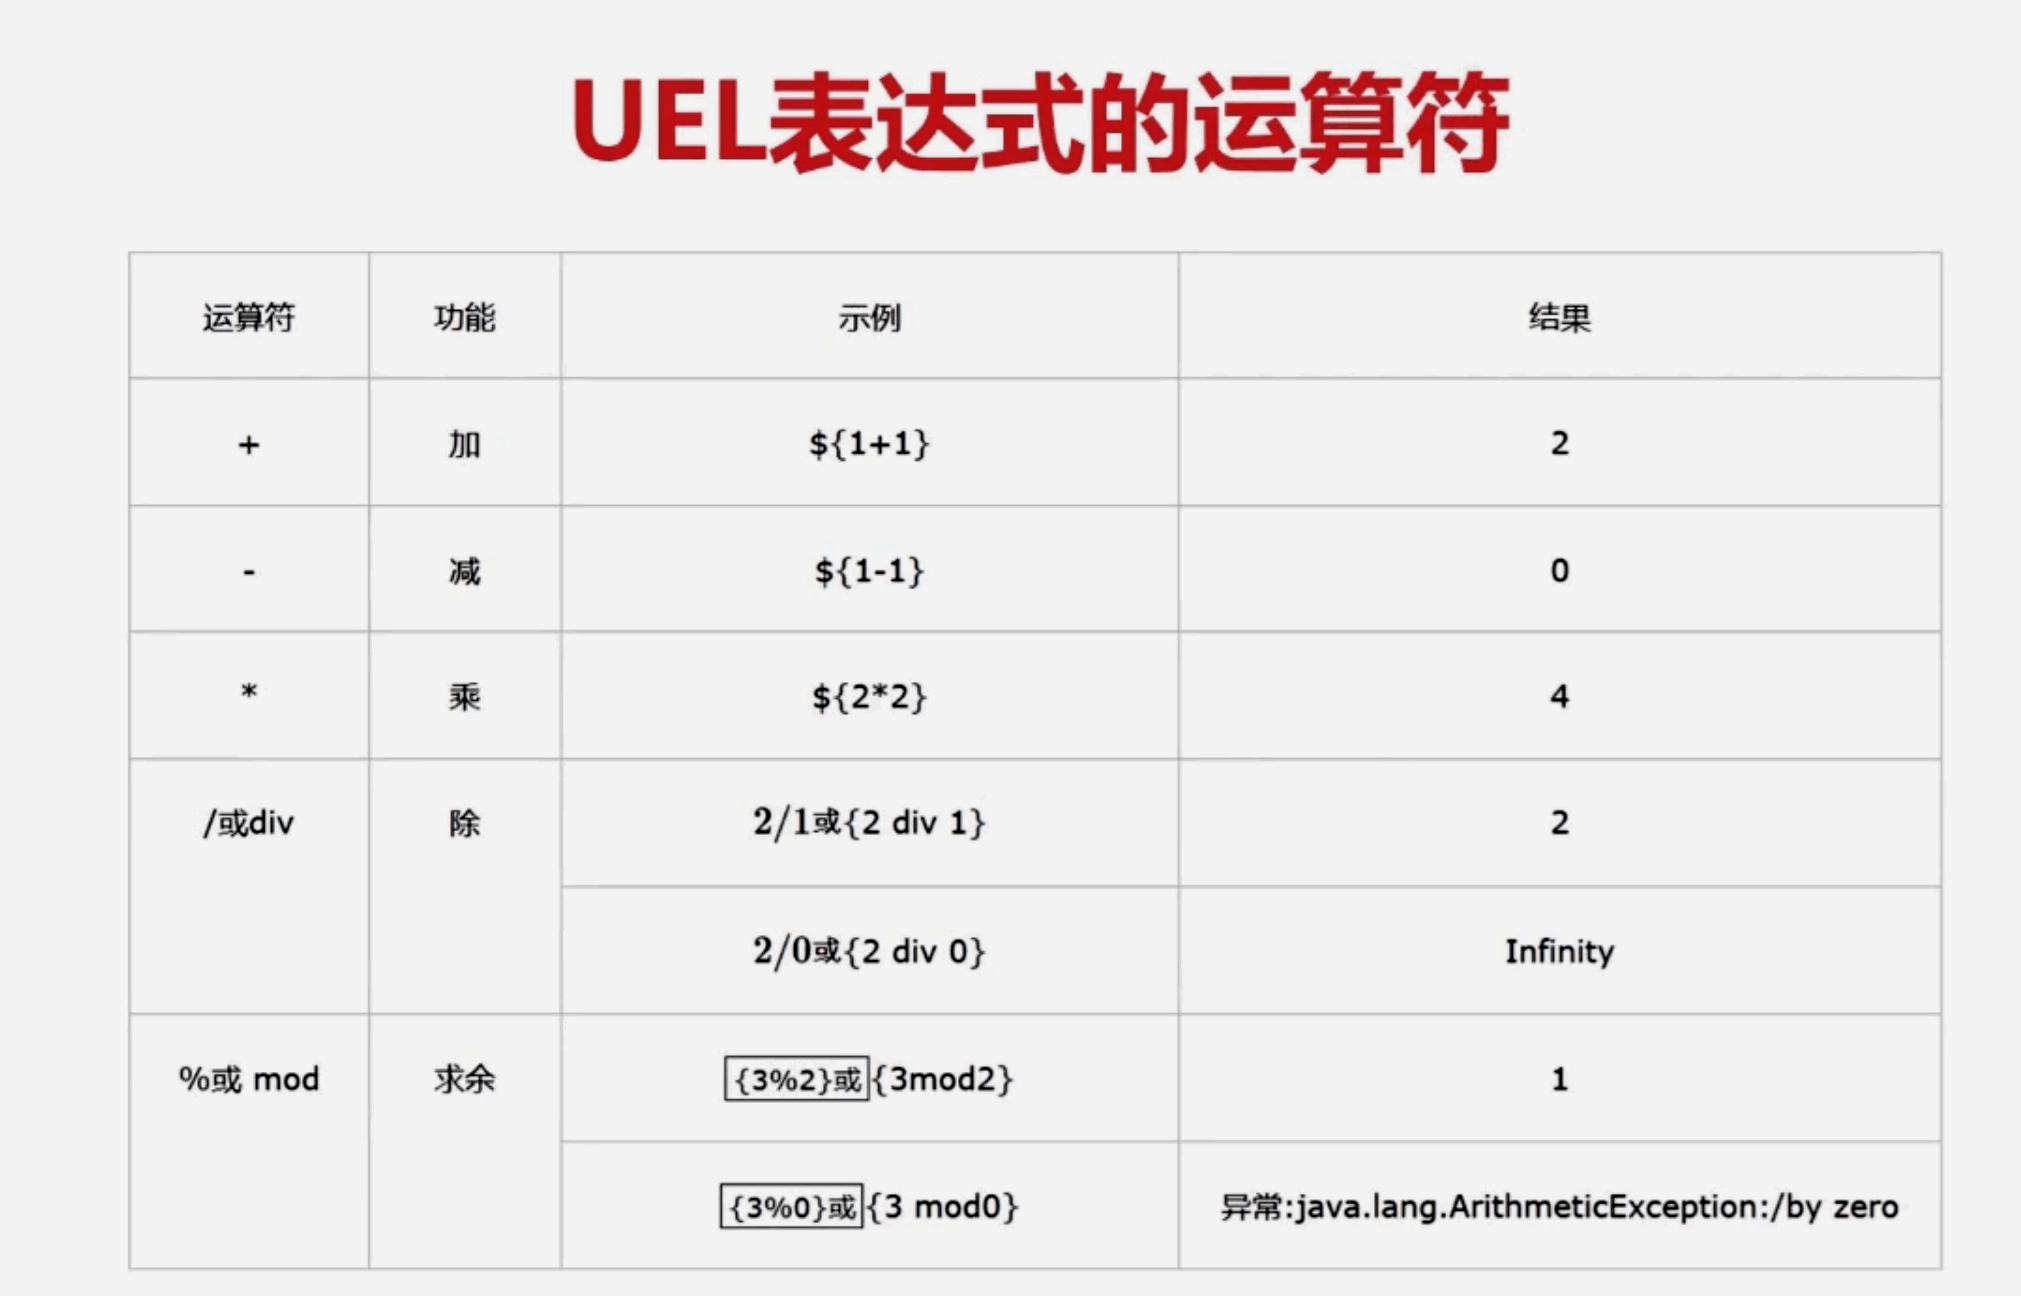 UEL表达式的运算符
运算符 功能 示例 结果
+ 加 ${1+1} 2
- 减 ${1-1} 0
* 乘 ${2*2} 4
/或div 除 2/1或{2 div 1} 2
2/0或{2 div 0} Infinity
%或 mod 求余 {3%2}或{3mod2} 1
{3%0}或{3 mod0} 异常:java.lang.ArithmeticException:/by zero